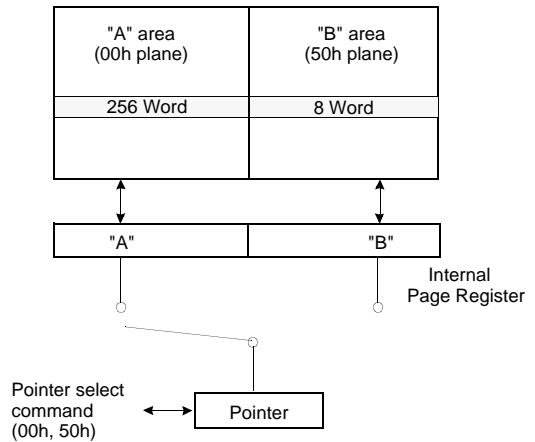 "A" area
(00h plane)
"B" area
(50h plane)
256 Word
8 Word
"A"
"B"
Internal
Page Register
Pointer select
command
(00h, 50h)
Pointer